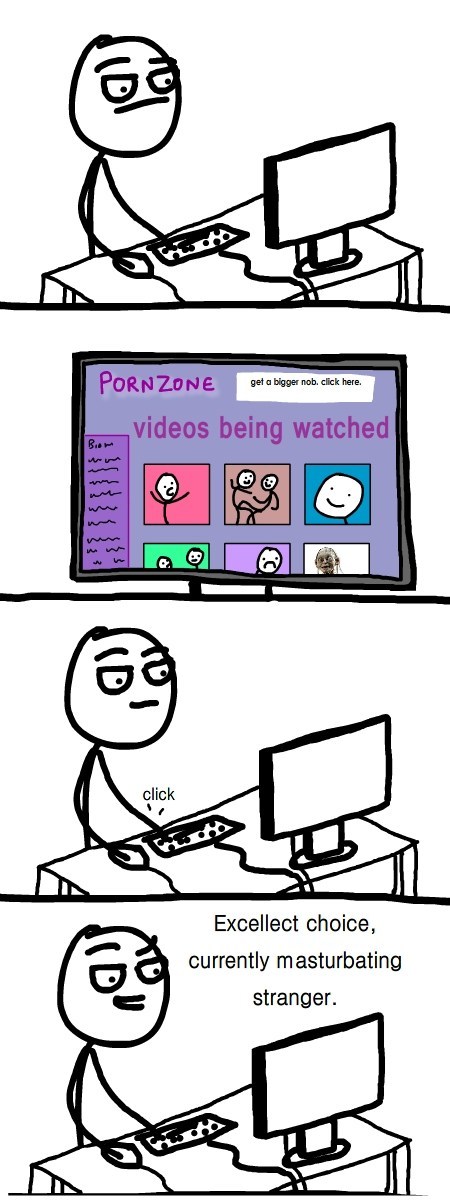 PORNZONE
get a bigger nob. click here.
videos being watched
click
Excellect choice,
currently masturbating
stranger.